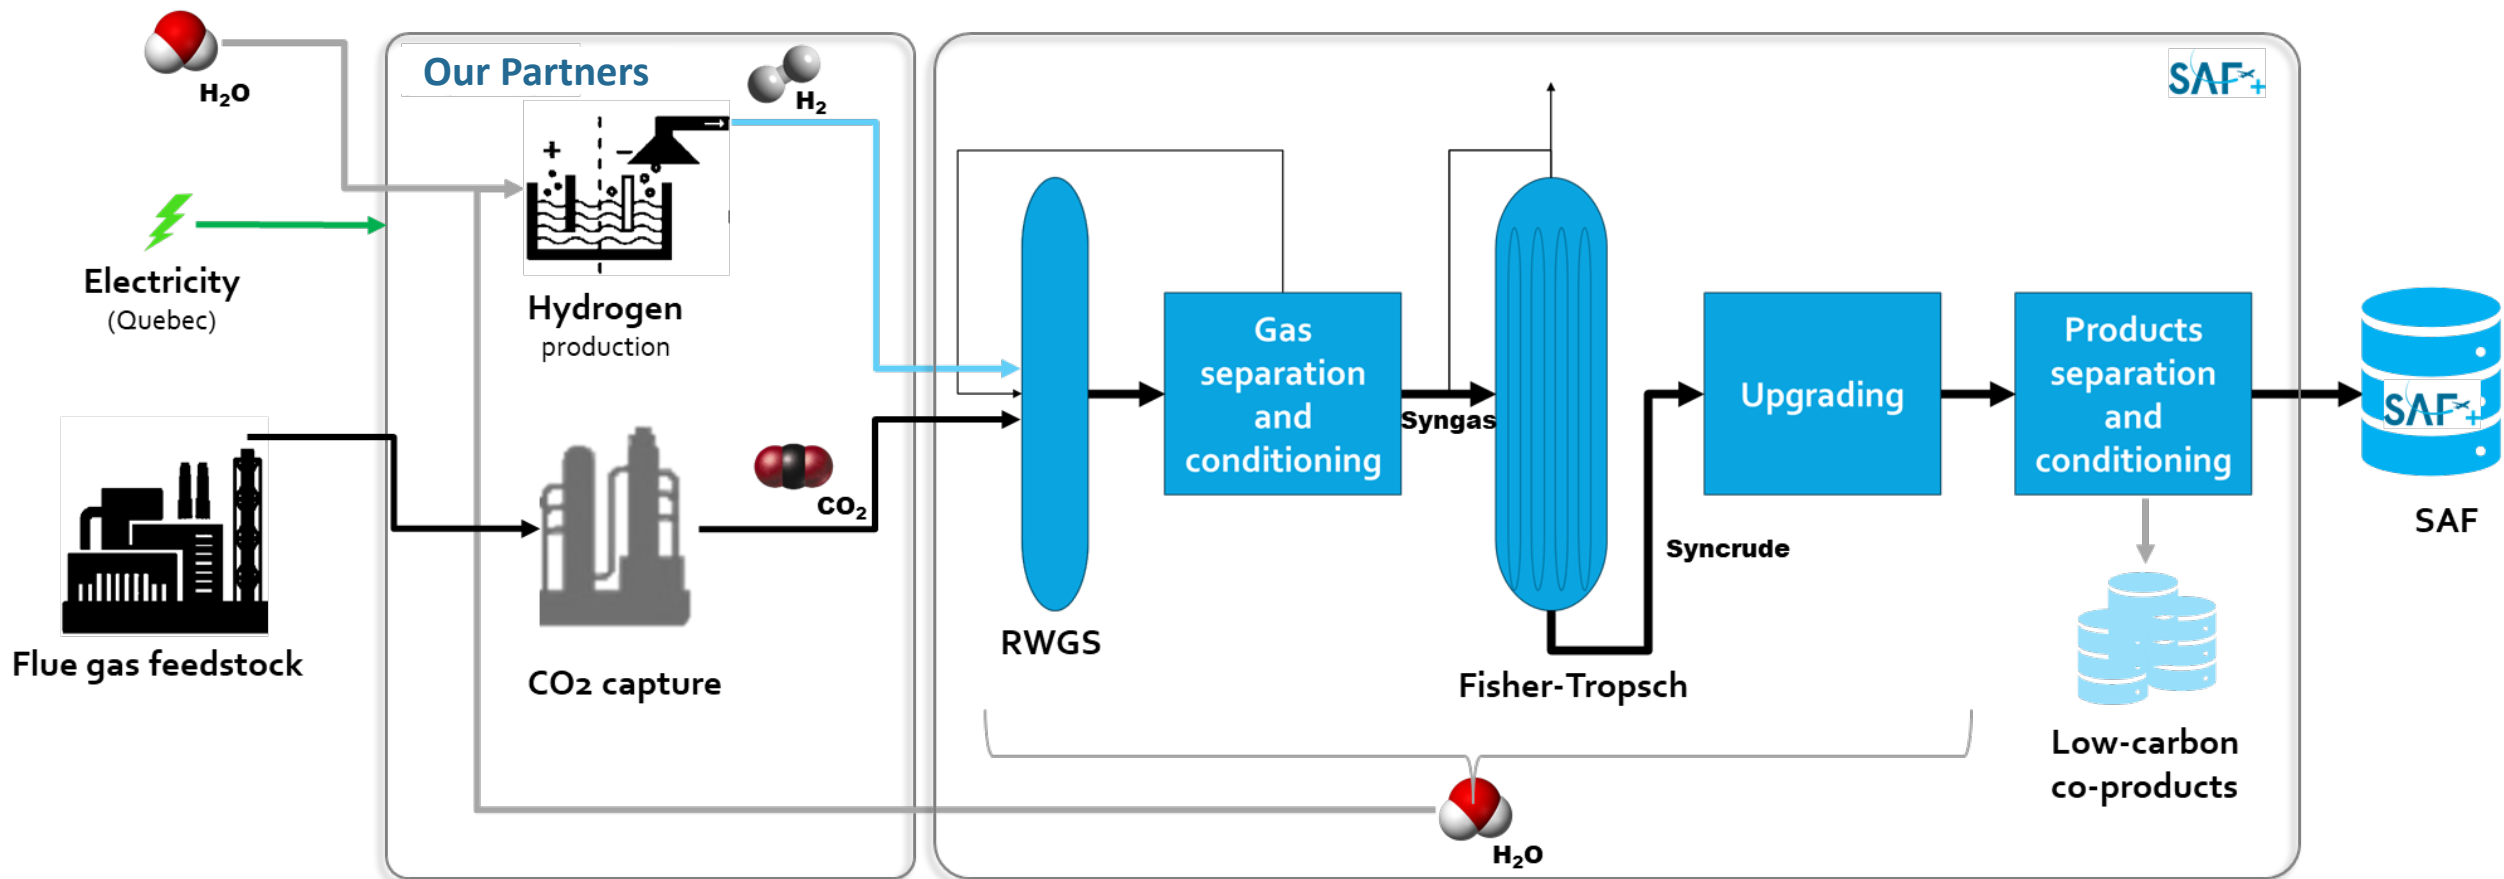 H₂O
Our Partners
H₂
SAF+
+
−
Electricity
(Quebec)
Hydrogen
production
Gas
separation
and
conditioning
Syngas
Upgrading
Products
separation
and
conditioning
SAF+
SAF
CO₂
Syncrude
Flue gas feedstock
CO2 capture
RWGS
Fisher-Tropsch
Low-carbon
co-products
H₂O